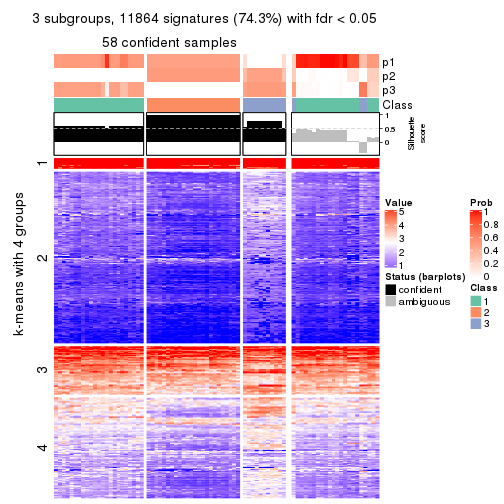 3 subgroups, 11864 signatures (74.3%) with fdr < 0.05
58 confident samples
p1
p2
p3
Class
1
0.5
0
Silhouette
score
k-means with 4 groups
1
2
3
4
Value
5
4
3
2
1
Status (barplots)
confident
ambiguous
Prob
1
0.8
0.6
0.4
0.2
0
Class
1
2
3